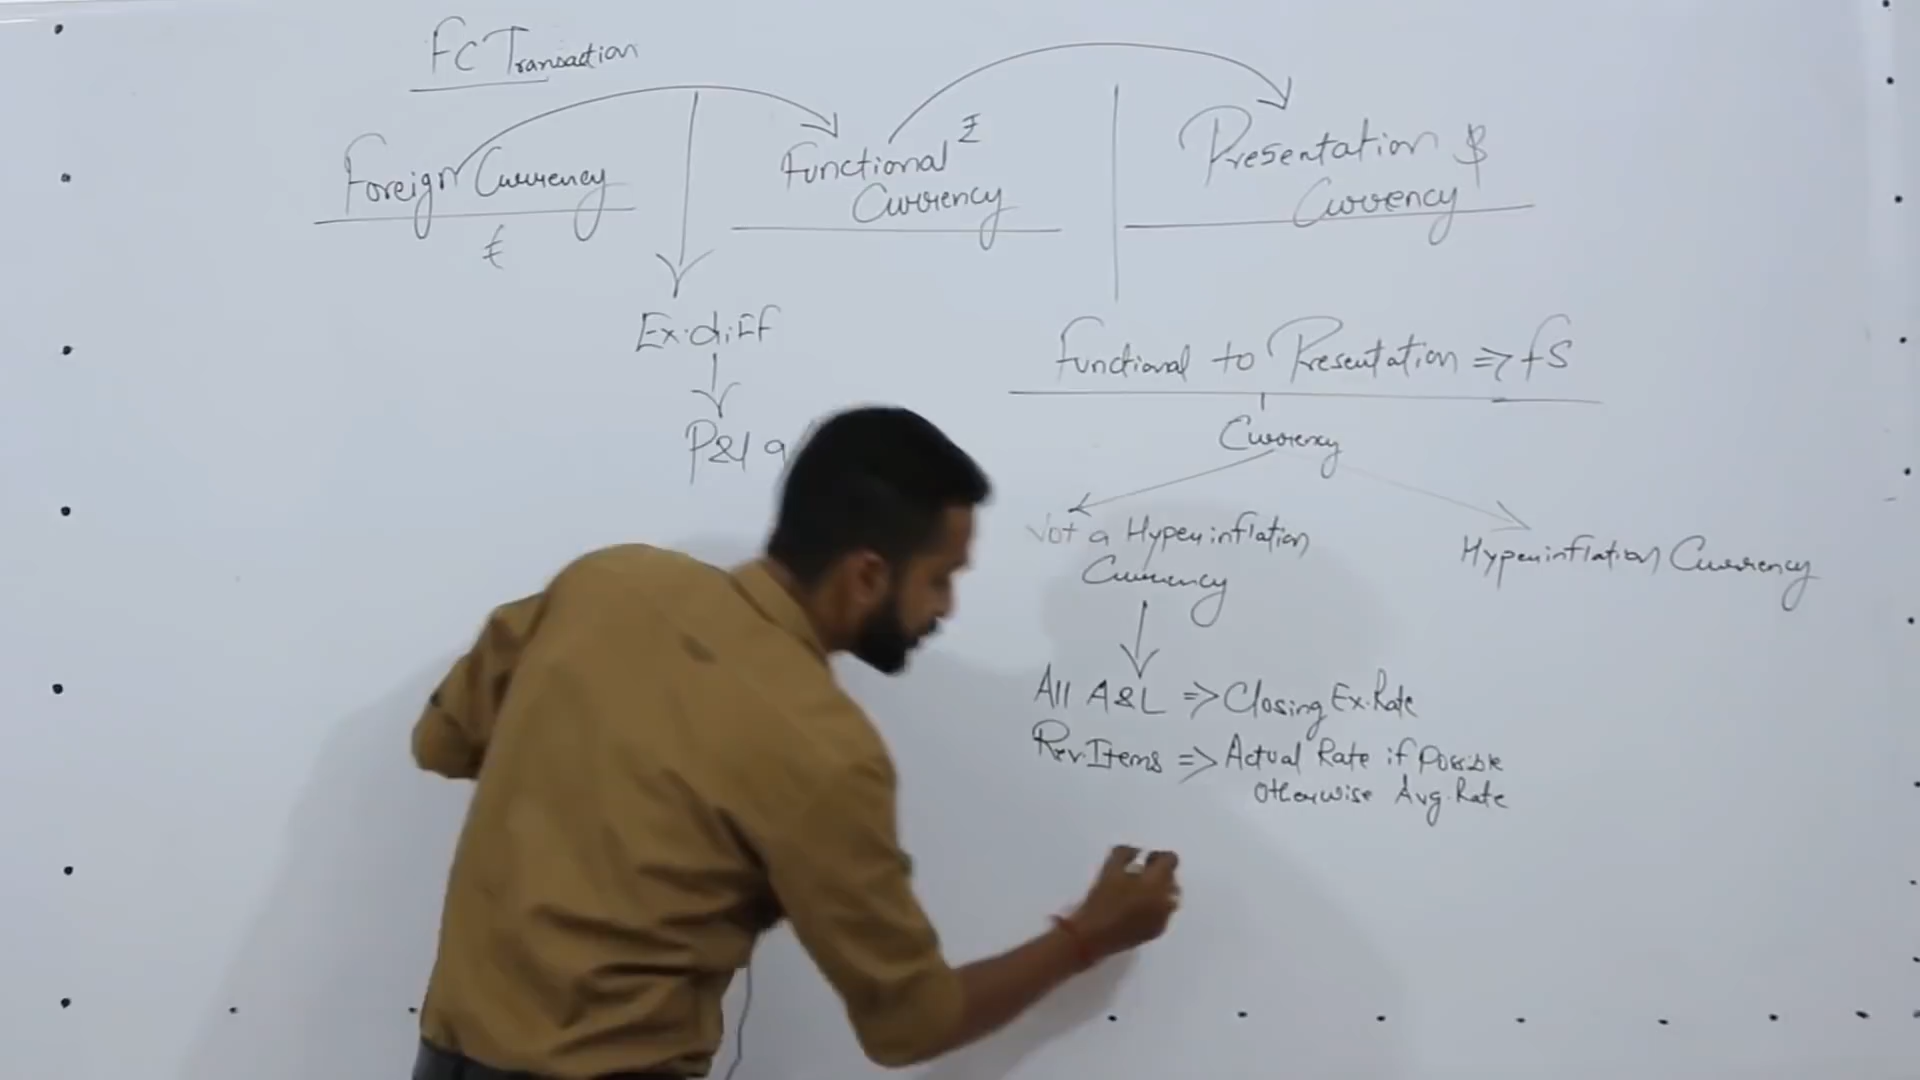 FC Transaction
Foreign Currency
Functional ₹
Currency
Presentation $
Currency
Ex. diff
P&L
Functional to Presentation => FS
Currency
Not a Hyperinflation
Currency
Hyperinflation Currency
All A&L => Closing Ex. Rate
Rev. Items => Actual Rate if Possible
Otherwise Avg. Rate